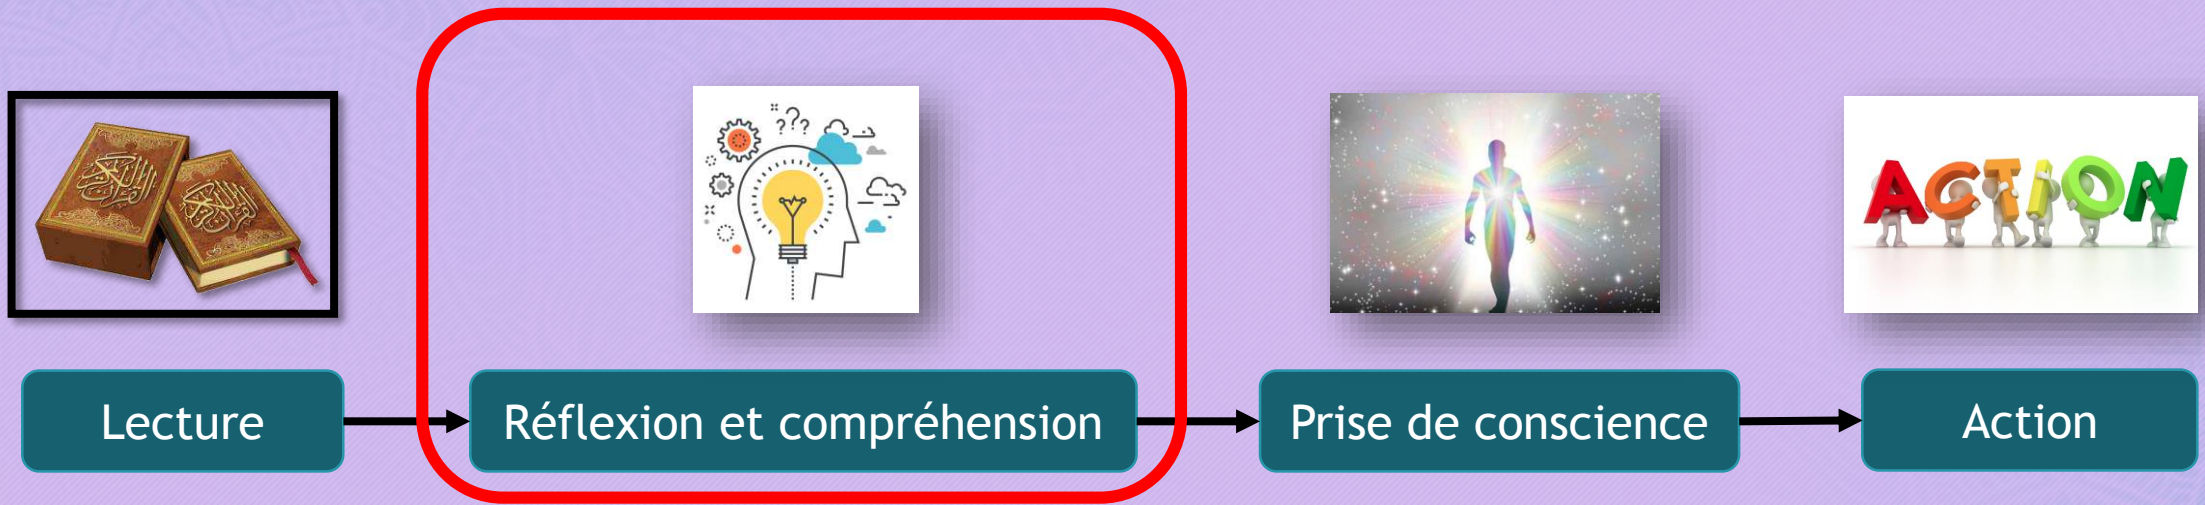 ???
ACTION
Lecture
Réflexion et compréhension
Prise de conscience
Action